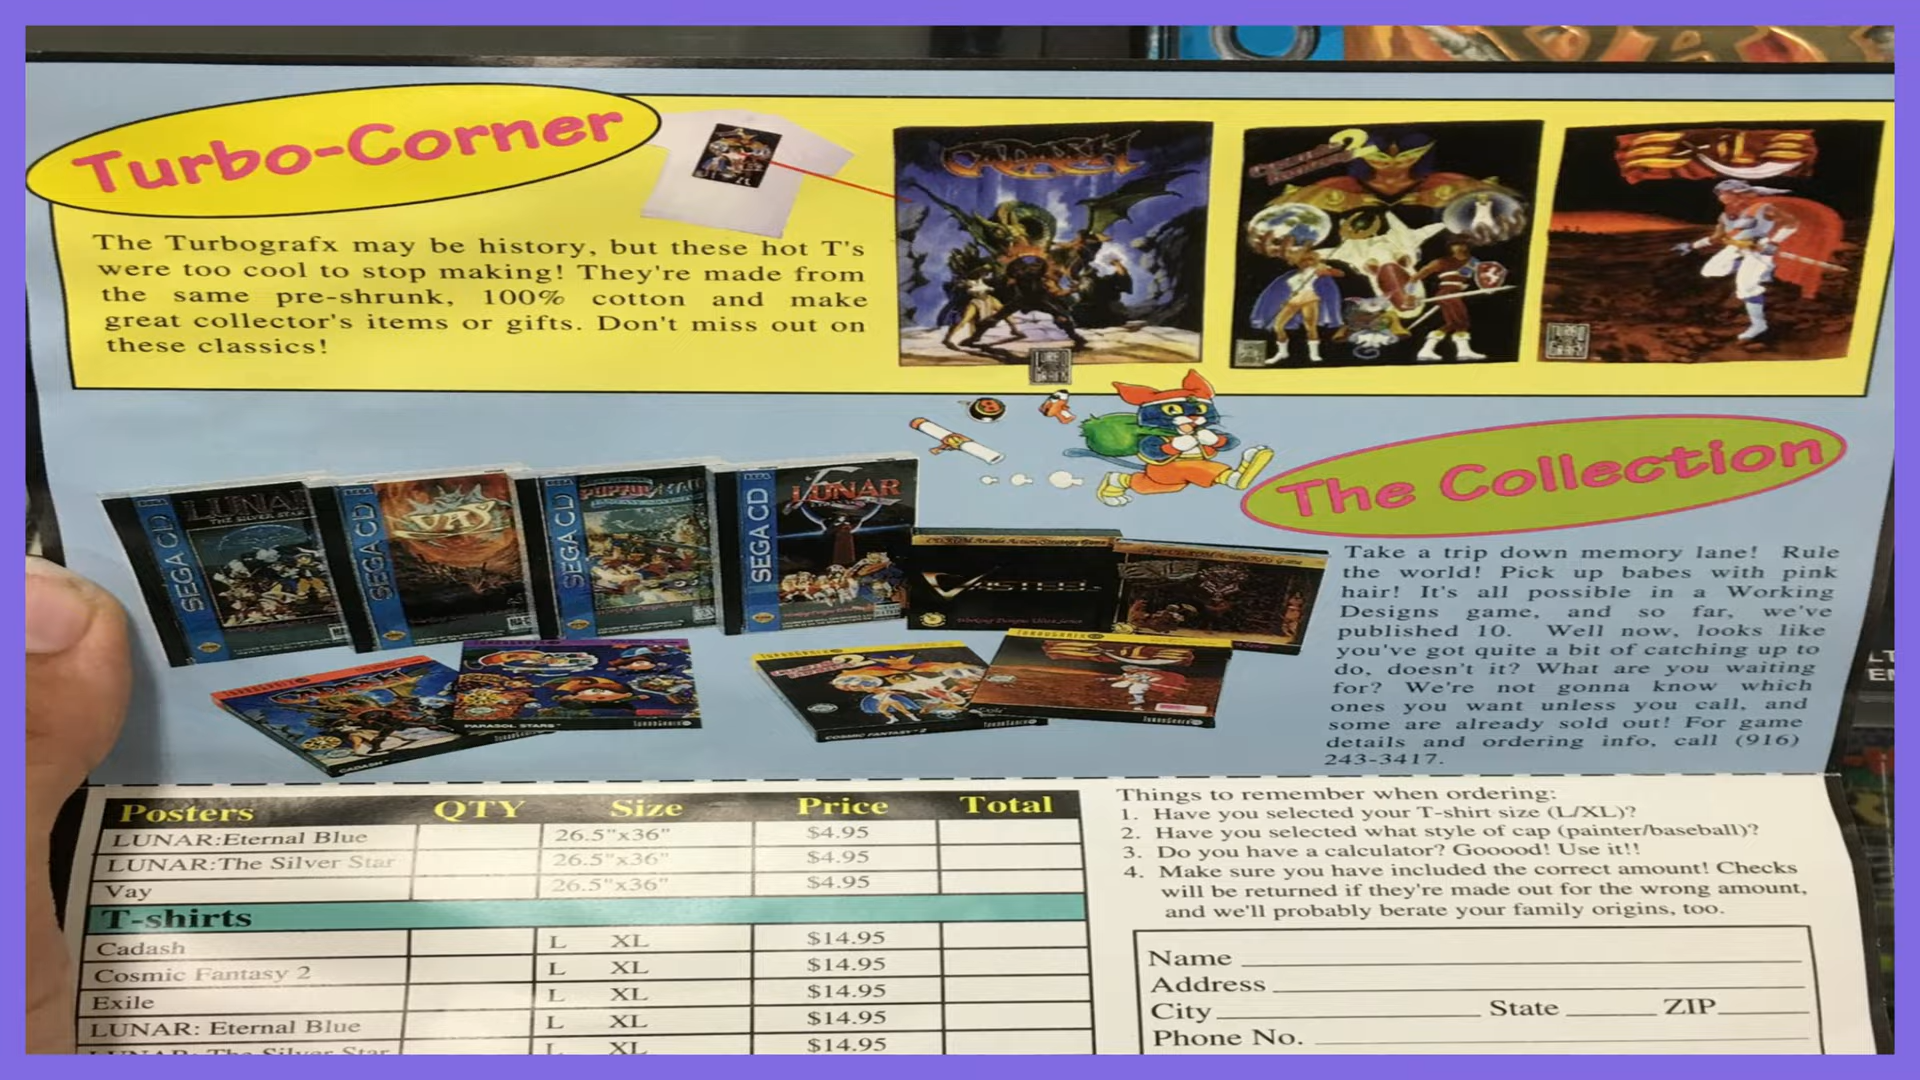 Turbo-Corner
The Turbografx may be history, but these hot T's
were too cool to stop making! They're made from
the same pre-shrunk, 100% cotton and make
great collector's items or gifts. Don't miss out on
these classics!
CADASH
2
EXILE
The Collection
Take a trip down memory lane! Rule
the world! Pick up babes with pink
hair! It's all possible in a Working
Designs game, and so far, we've
published 10. Well now, looks like
you've got quite a bit of catching up to
do, doesn't it? What are you waiting
for? We're not gonna know which
ones you want unless you call, and
some are already sold out! For game
details and ordering info, call (916)
243-3417.
SEGA CD
LUNAR
THE SILVER STAR
SEGA CD
VAY
SEGA CD
POPFUL MAIL
SEGA
SEGA CD
LUNAR
VASTEEL
CADASH
PARASOL STARS
COSMIC FANTASY 2
EXILE
Posters QTY Size Price Total
LUNAR:Eternal Blue 26.5"x36" $4.95
LUNAR:The Silver Star 26.5"x36" $4.95
Vay 26.5"x36" $4.95
T-shirts
Cadash L XL $14.95
Cosmic Fantasy 2 L XL $14.95
Exile L XL $14.95
LUNAR: Eternal Blue L XL $14.95
LUNAR: The Silver Star L XL $14.95
Things to remember when ordering:
1. Have you selected your T-shirt size (L/XL)?
2. Have you selected what style of cap (painter/baseball)?
3. Do you have a calculator? Gooood! Use it!!
4. Make sure you have included the correct amount! Checks
will be returned if they're made out for the wrong amount,
and we'll probably berate your family origins, too.
Name
Address
City State ZIP
Phone No.